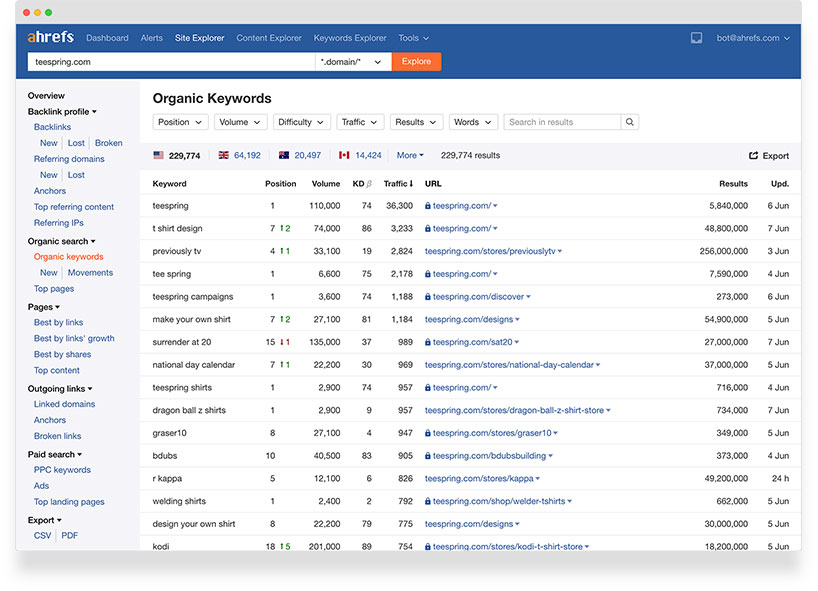 ahrefs Dashboard Alerts Site Explorer Content Explorer Keywords Explorer Tools bot@ahrefs.com
teespring.com *.domain/* Explore
Overview
Backlink profile
Backlinks
New Lost Broken
Referring domains
New Lost
Anchors
Top referring content
Referring IPs
Organic search
Organic keywords
New Movements
Top pages
Pages
Best by links
Best by links' growth
Best by shares
Top content
Outgoing links
Linked domains
Anchors
Broken links
Paid search
PPC keywords
Ads
Top landing pages
Export
CSV PDF
Organic Keywords
Position Volume Difficulty Traffic Results Words Search in results
229,774 64,192 20,497 14,424 More 229,774 results Export
Keyword Position Volume KD β Traffic URL Results Upd.
teespring 1 110,000 74 36,300 teespring.com/ 5,840,000 6 Jun
t shirt design 7 2 74,000 86 3,233 teespring.com/ 48,800,000 7 Jun
previously tv 4 1 33,100 19 2,824 teespring.com/stores/previouslytv 256,000,000 3 Jun
tee spring 1 6,600 75 2,178 teespring.com/ 7,590,000 4 Jun
teespring campaigns 1 3,600 74 1,188 teespring.com/discover 273,000 6 Jun
make your own shirt 7 2 27,100 81 1,184 teespring.com/designs 54,900,000 5 Jun
surrender at 20 15 1 135,000 37 989 teespring.com/sat20 37,000,000 7 Jun
national day calendar 7 1 22,200 30 969 teespring.com/stores/national-day-calendar 37,000,000 5 Jun
teespring shirts 1 2,900 74 957 teespring.com/ 716,000 4 Jun
dragon ball z shirts 1 2,900 9 957 teespring.com/stores/dragon-ball-z-shirt-store 734,000 7 Jun
graser10 8 27,100 4 947 teespring.com/stores/graser10 349,000 5 Jun
bdubs 10 40,500 83 905 teespring.com/bdubsbuilding 373,000 4 Jun
r kappa 5 12,100 6 826 teespring.com/stores/kappa 49,200,000 24 h
welding shirts 1 2,400 2 792 teespring.com/shop/welder-tshirts 662,000 5 Jun
design your own shirt 8 22,200 79 775 teespring.com/designs 30,000,000 5 Jun
kodi 18 5 201,000 89 754 teespring.com/stores/kodi-t-shirt-store 18,200,000 5 Jun